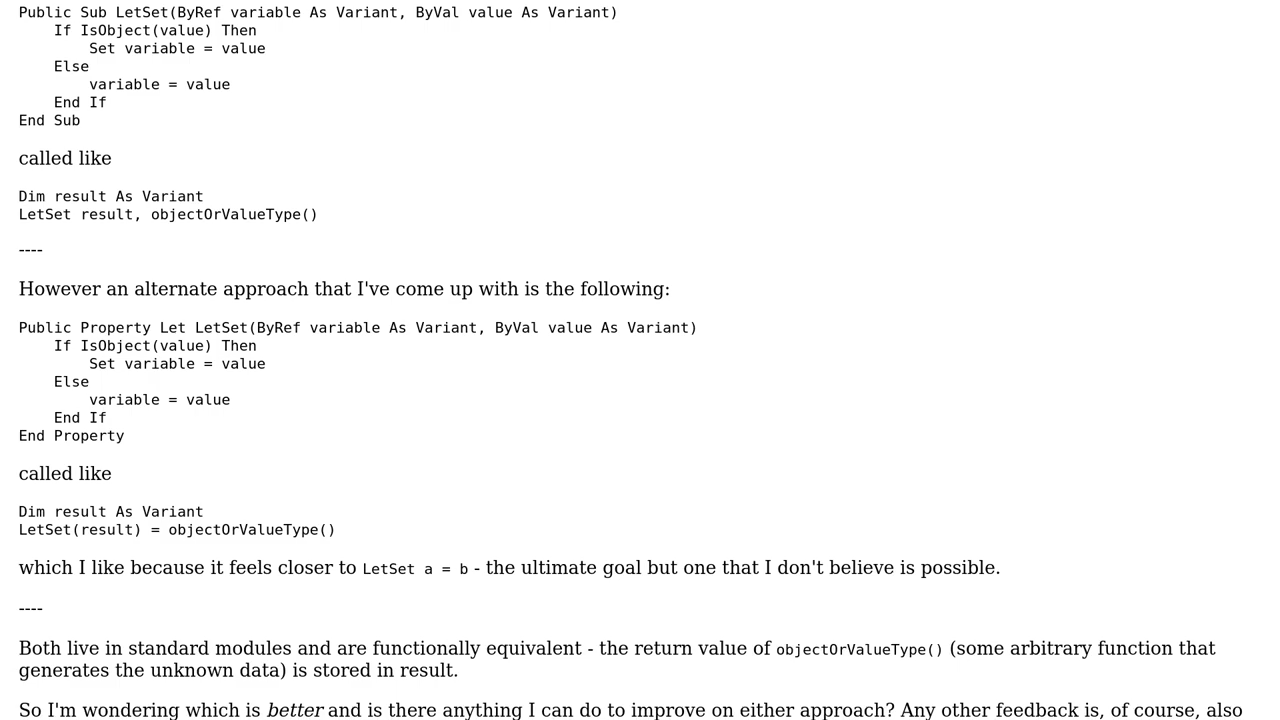 Public Sub LetSet(ByRef variable As Variant, ByVal value As Variant)
    If IsObject(value) Then
        Set variable = value
    Else
        variable = value
    End If
End Sub
called like
Dim result As Variant
LetSet result, objectOrValueType()
----
However an alternate approach that I've come up with is the following:
Public Property Let LetSet(ByRef variable As Variant, ByVal value As Variant)
    If IsObject(value) Then
        Set variable = value
    Else
        variable = value
    End If
End Property
called like
Dim result As Variant
LetSet(result) = objectOrValueType()
which I like because it feels closer to LetSet a = b - the ultimate goal but one that I don't believe is possible.
----
Both live in standard modules and are functionally equivalent - the return value of objectOrValueType() (some arbitrary function that
generates the unknown data) is stored in result.
So I'm wondering which is better and is there anything I can do to improve on either approach? Any other feedback is, of course, also